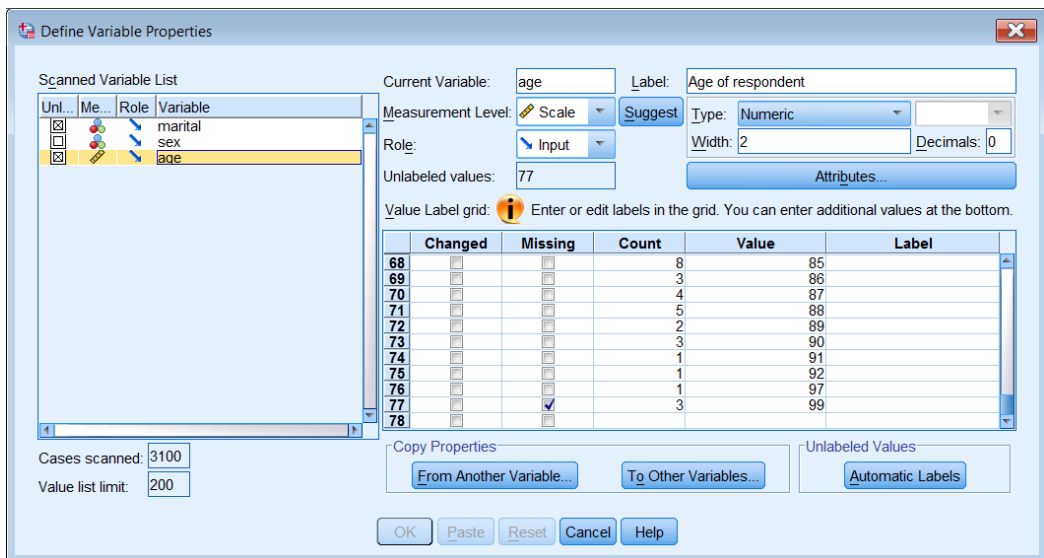 Define Variable Properties
Scanned Variable List
Unl... Me... Role Variable
marital
sex
age
Cases scanned: 3100
Value list limit: 200
Current Variable: age Label: Age of respondent
Measurement Level: Scale Suggest Type: Numeric
Role: Input Width: 2 Decimals: 0
Unlabeled values: 77 Attributes...
Value Label grid: i Enter or edit labels in the grid. You can enter additional values at the bottom.
Changed Missing Count Value Label
68 8 85
69 3 86
70 4 87
71 5 88
72 2 89
73 3 90
74 1 91
75 1 92
76 1 97
77 3 99
78
Copy Properties Unlabeled Values
From Another Variable... To Other Variables... Automatic Labels
OK Paste Reset Cancel Help